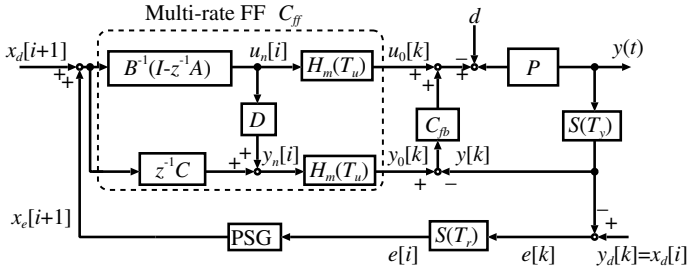 Multi-rate FF C_ff
d
x_d[i+1] u_n[i] u_0[k] y(t)
B⁻¹(I-z⁻¹A) H_m(T_u) P
+ + + + − +
D C_fb S(T_y)
+ + y_n[i] y_0[k] y[k]
z⁻¹C H_m(T_u) + −
x_e[i+1] − +
PSG S(T_r)
e[i] e[k] y_d[k]=x_d[i]